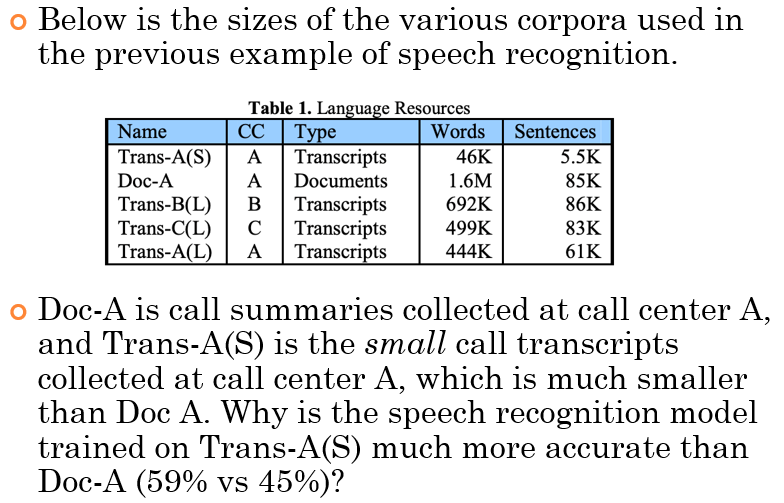 Below is the sizes of the various corpora used in
the previous example of speech recognition.
Table 1. Language Resources
Name CC Type Words Sentences
Trans-A(S) A Transcripts 46K 5.5K
Doc-A A Documents 1.6M 85K
Trans-B(L) B Transcripts 692K 86K
Trans-C(L) C Transcripts 499K 83K
Trans-A(L) A Transcripts 444K 61K
Doc-A is call summaries collected at call center A,
and Trans-A(S) is the small call transcripts
collected at call center A, which is much smaller
than Doc A. Why is the speech recognition model
trained on Trans-A(S) much more accurate than
Doc-A (59% vs 45%)?